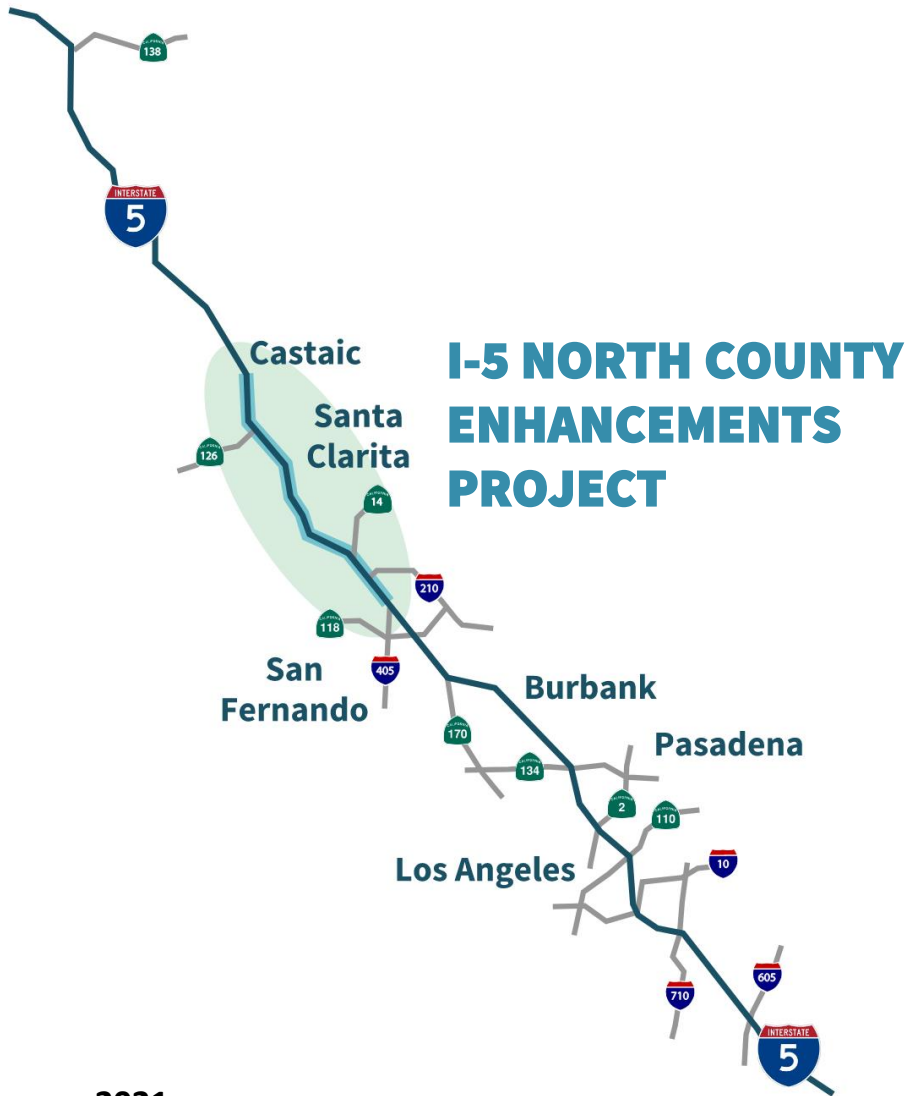 138
INTERSTATE
5
Castaic
I-5 NORTH COUNTY
ENHANCEMENTS
PROJECT
Santa
Clarita
126
14
210
118
San
Fernando
405
Burbank
170
Pasadena
134
2
110
Los Angeles
10
605
710
INTERSTATE
5